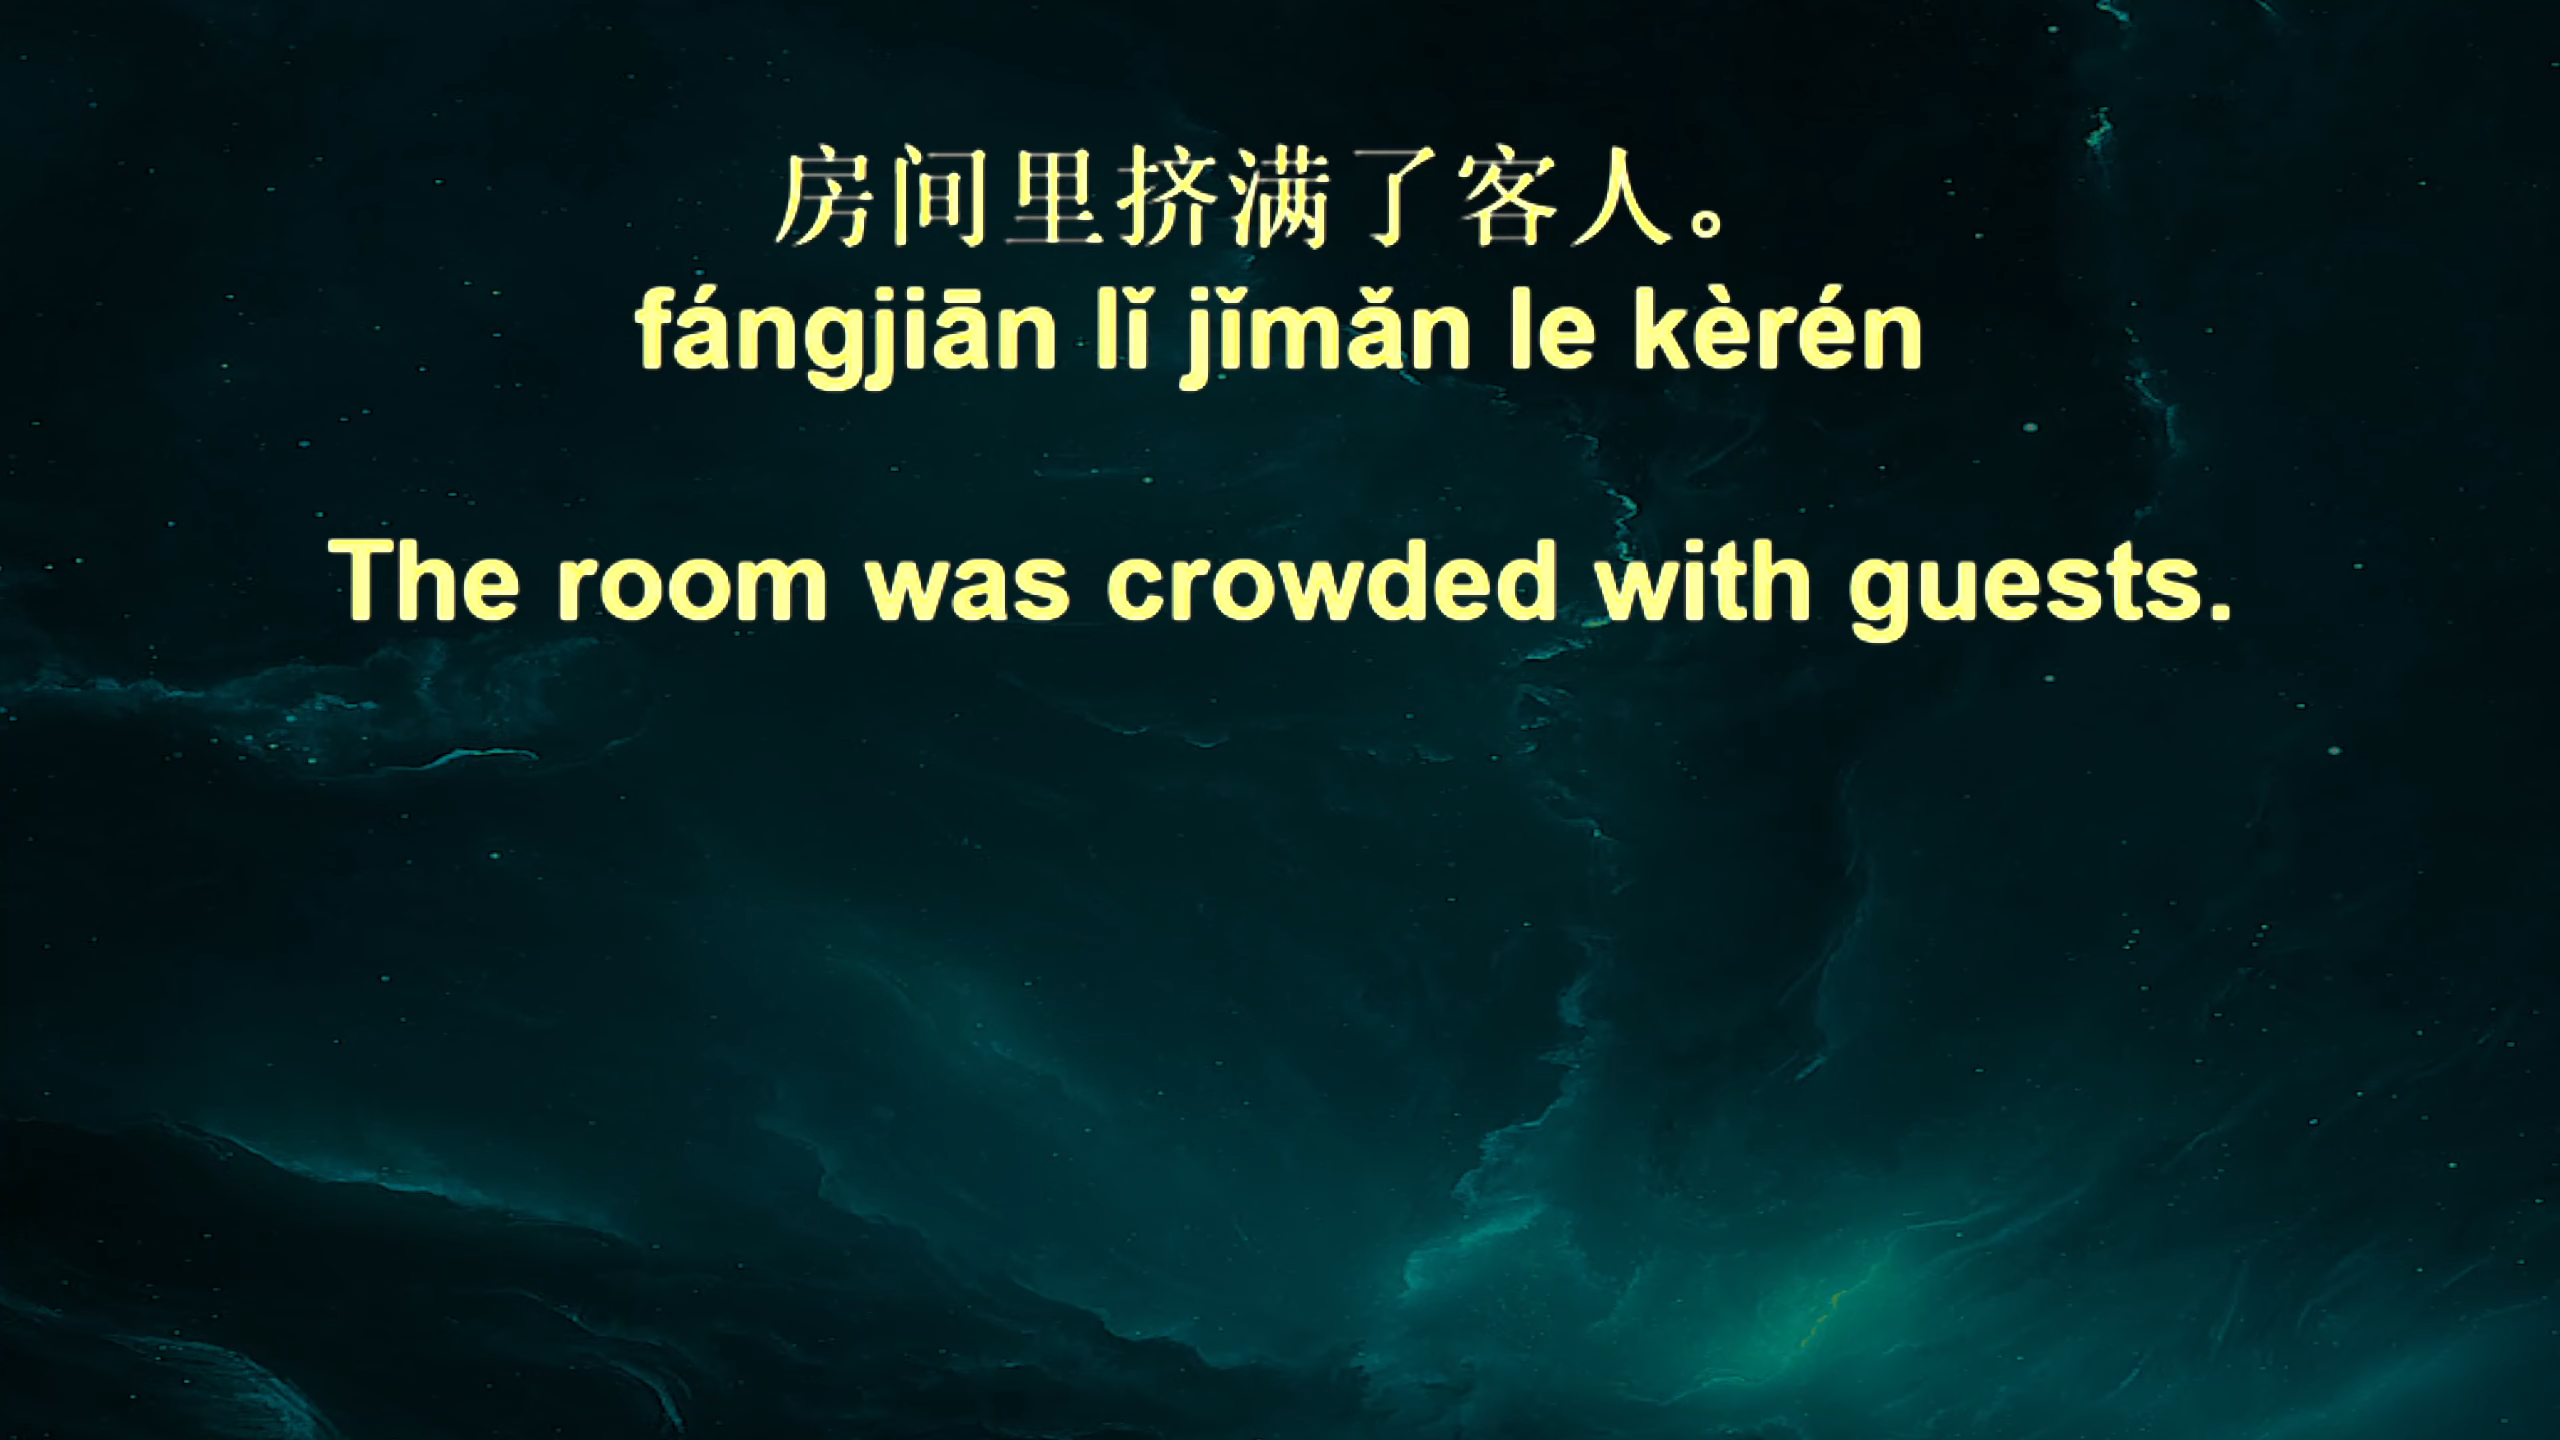 房间里挤满了客人。
fángjiān lǐ jǐmǎn le kèrén
The room was crowded with guests.